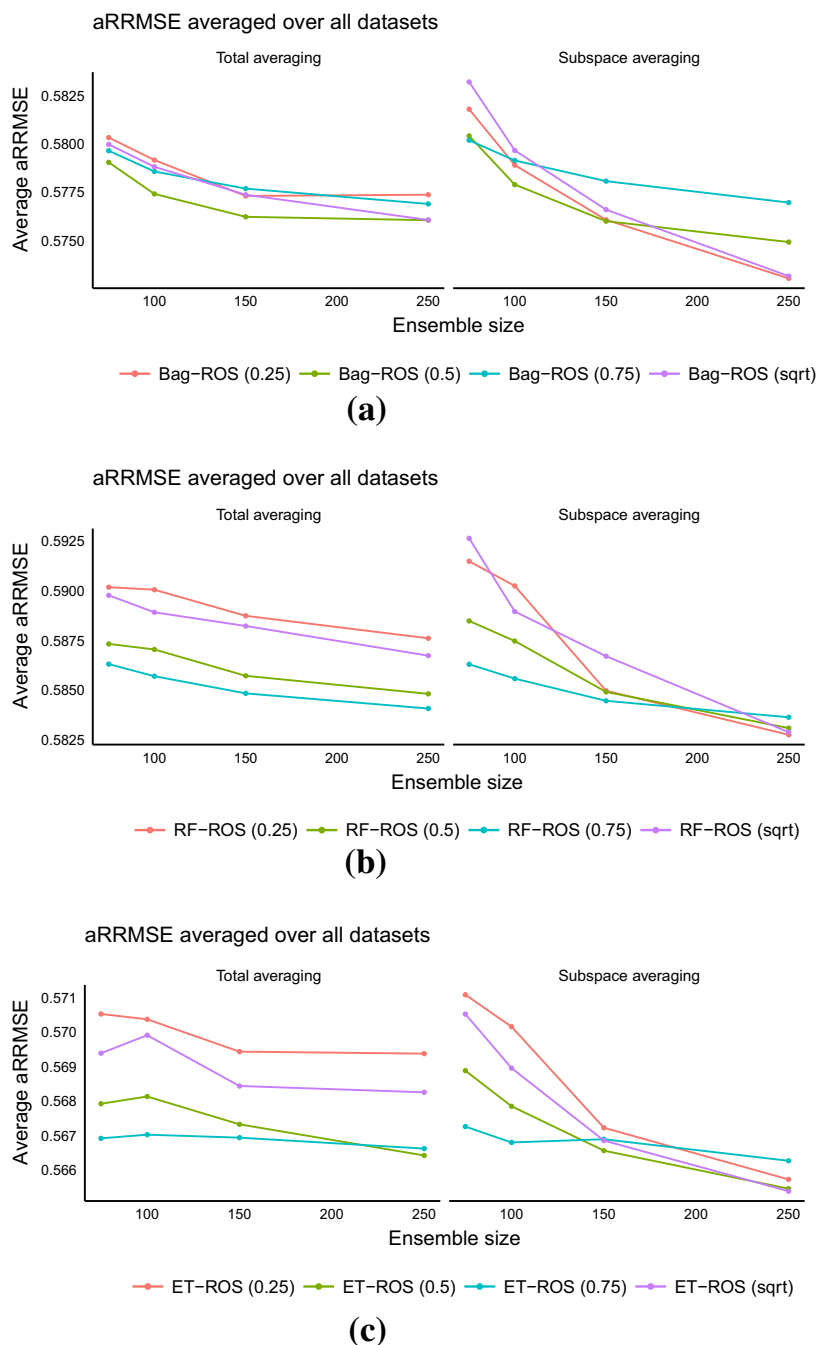 aRRMSE averaged over all datasets
Total averaging
Subspace averaging
Average aRRMSE
0.5825
0.5800
0.5775
0.5750
100 150 200 250 100 150 200 250
Ensemble size
Bag−ROS (0.25) Bag−ROS (0.5) Bag−ROS (0.75) Bag−ROS (sqrt)
(a)
aRRMSE averaged over all datasets
Total averaging
Subspace averaging
Average aRRMSE
0.5925
0.5900
0.5875
0.5850
0.5825
100 150 200 250 100 150 200 250
Ensemble size
RF−ROS (0.25) RF−ROS (0.5) RF−ROS (0.75) RF−ROS (sqrt)
(b)
aRRMSE averaged over all datasets
Total averaging
Subspace averaging
Average aRRMSE
0.571
0.570
0.569
0.568
0.567
0.566
100 150 200 250 100 150 200 250
Ensemble size
ET−ROS (0.25) ET−ROS (0.5) ET−ROS (0.75) ET−ROS (sqrt)
(c)